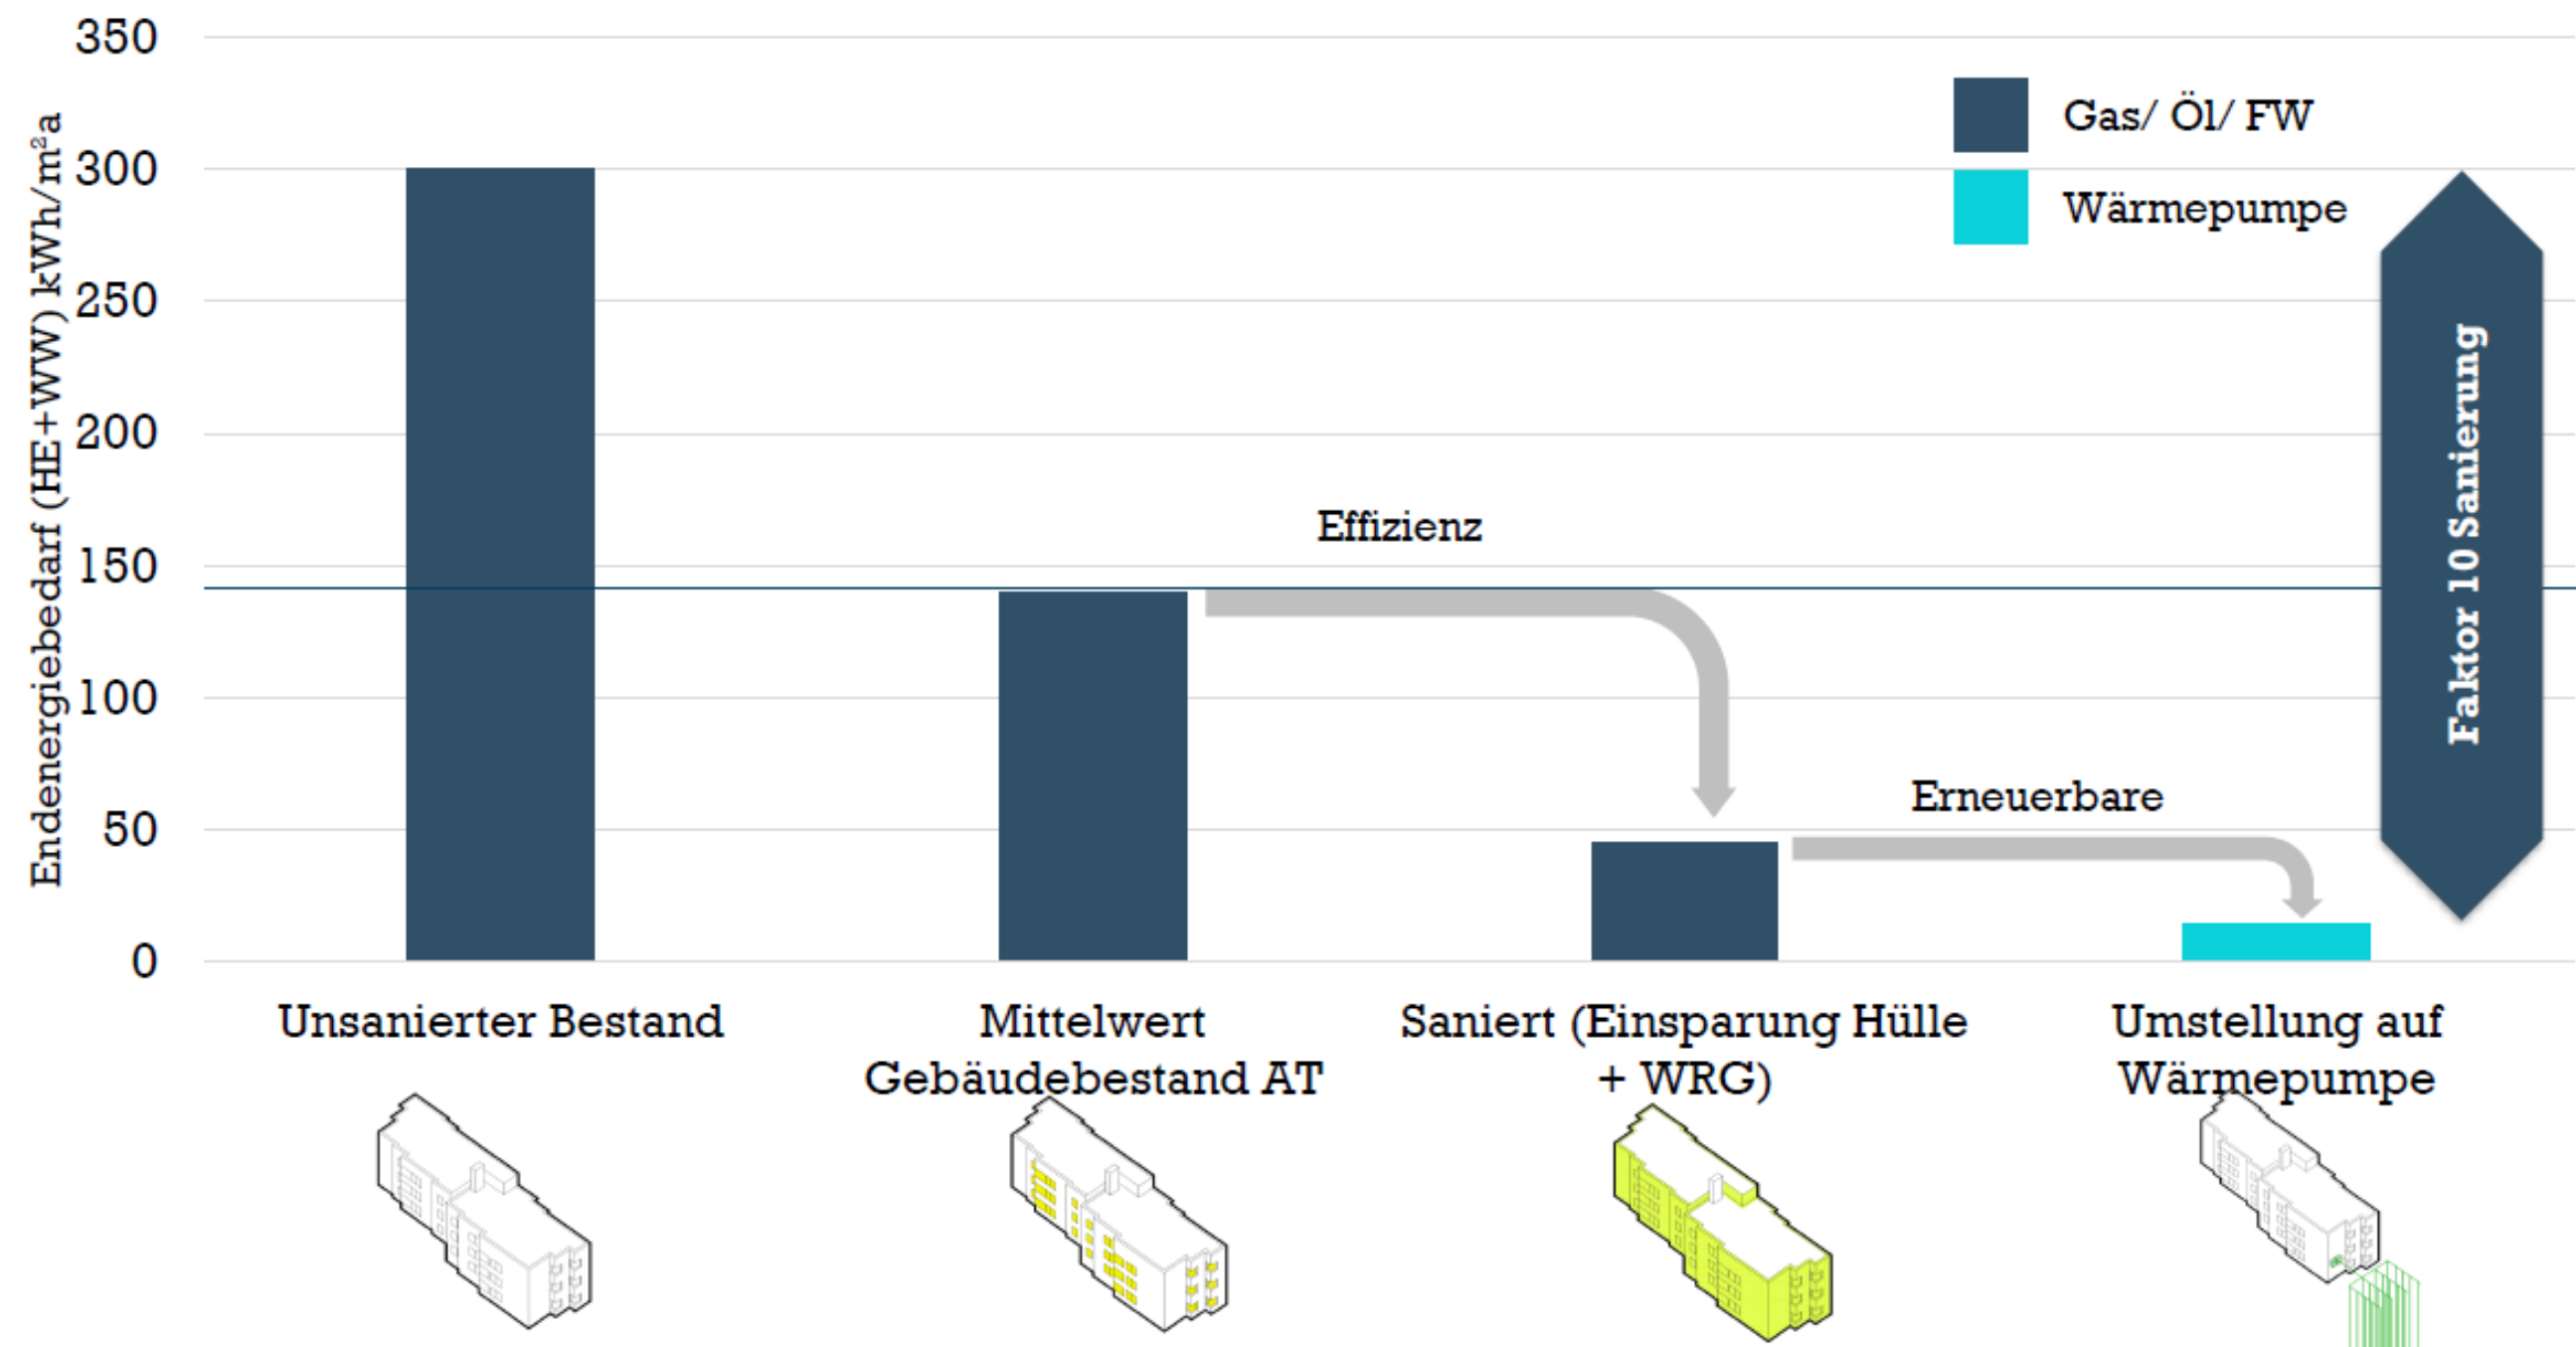 350
300
250
200
150
100
50
0
Endenergiebedarf (HE+WW) kWh/m²a
Gas/ Öl/ FW
Wärmepumpe
Effizienz
Erneuerbare
Faktor 10 Sanierung
Unsanierter Bestand
Mittelwert
Gebäudebestand AT
Saniert (Einsparung Hülle
+ WRG)
Umstellung auf
Wärmepumpe